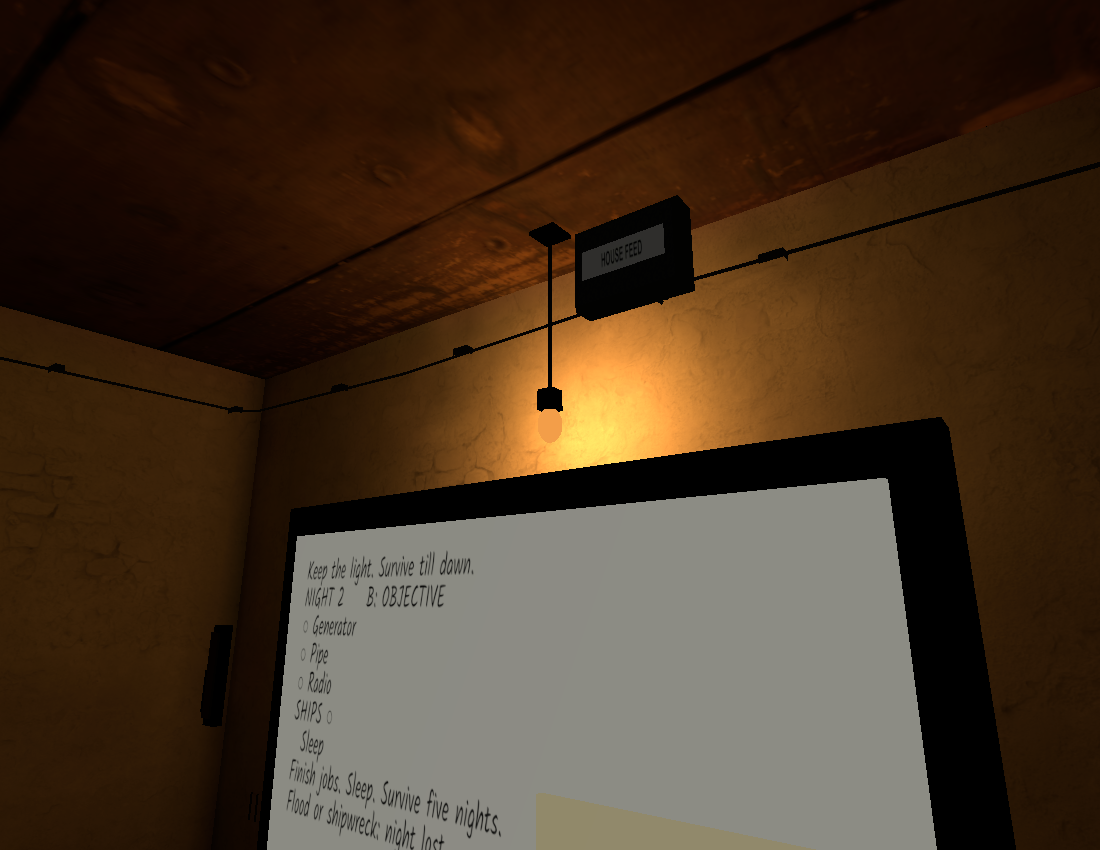 HOUSE FEED
Keep the light. Survive till dawn.
NIGHT 2 B: OBJECTIVE
○ Generator
○ Pipe
○ Radio
SHIPS ○
Sleep
Finish jobs. Sleep. Survive five nights.
Flood or shipwreck: night lost